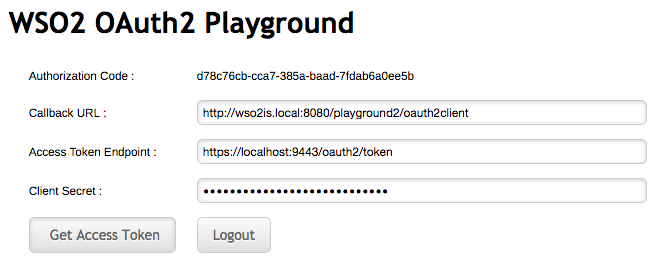 WSO2 OAuth2 Playground
Authorization Code : d78c76cb-cca7-385a-baad-7fdab6a0ee5b
Callback URL : http://wso2is.local:8080/playground2/oauth2client
Access Token Endpoint : https://localhost:9443/oauth2/token
Client Secret : ••••••••••••••••••••••••••••
Get Access Token Logout